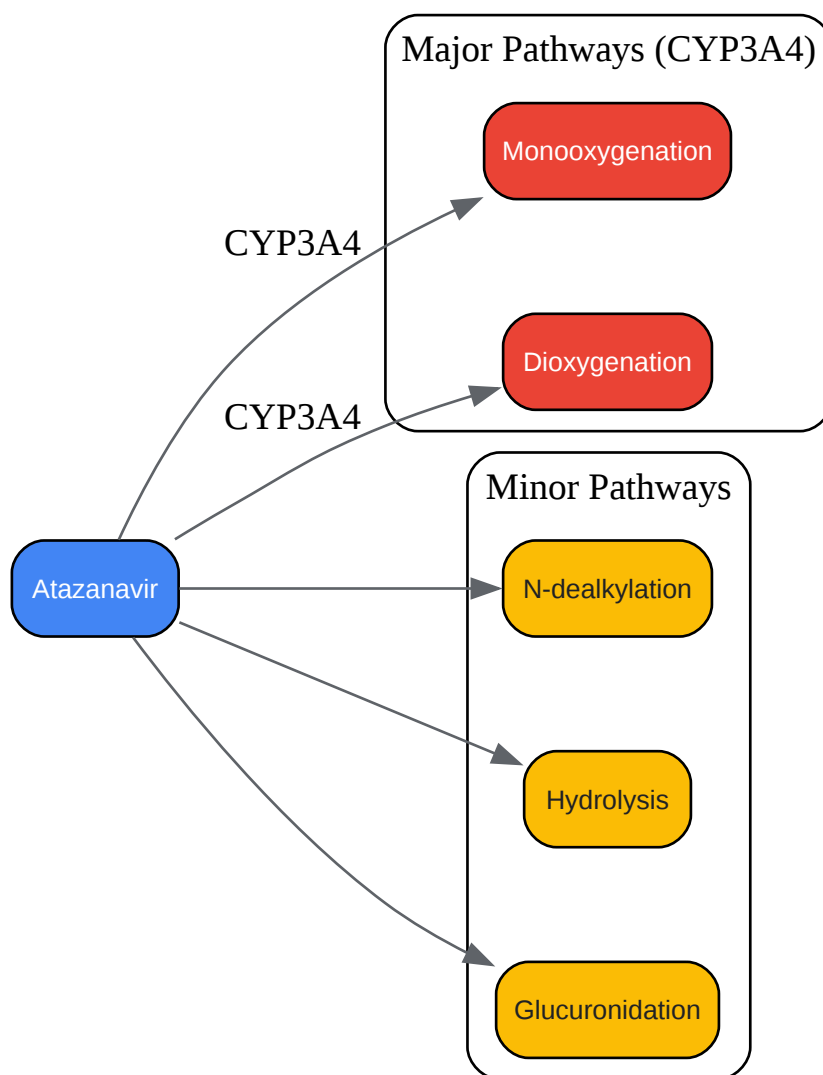 Major Pathways (CYP3A4)
Monooxygenation
CYP3A4
Dioxygenation
CYP3A4
Minor Pathways
Atazanavir
N-dealkylation
Hydrolysis
Glucuronidation